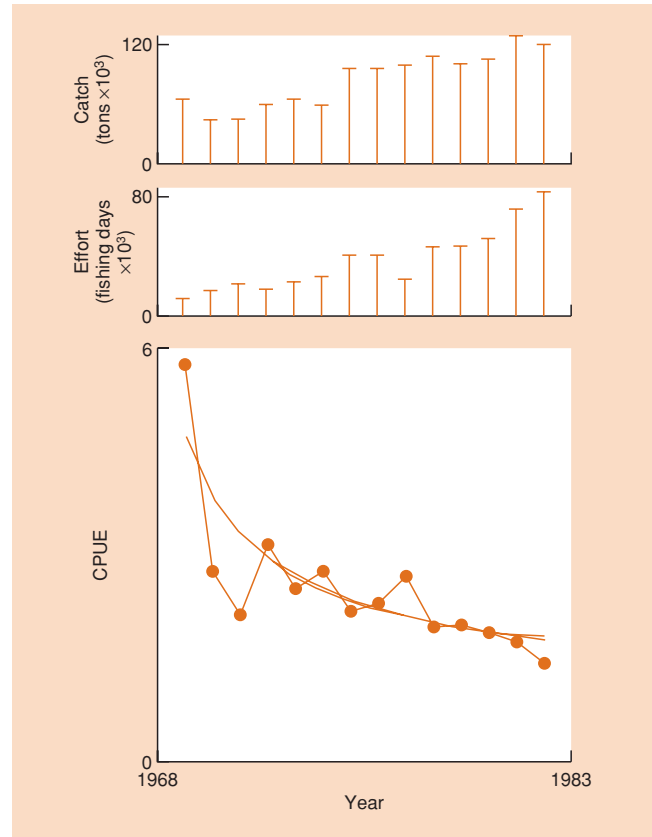 120
Catch
(tons ×10³)
0
80
Effort
(fishing days
×10³)
0
6
CPUE
0
1968
1983
Year